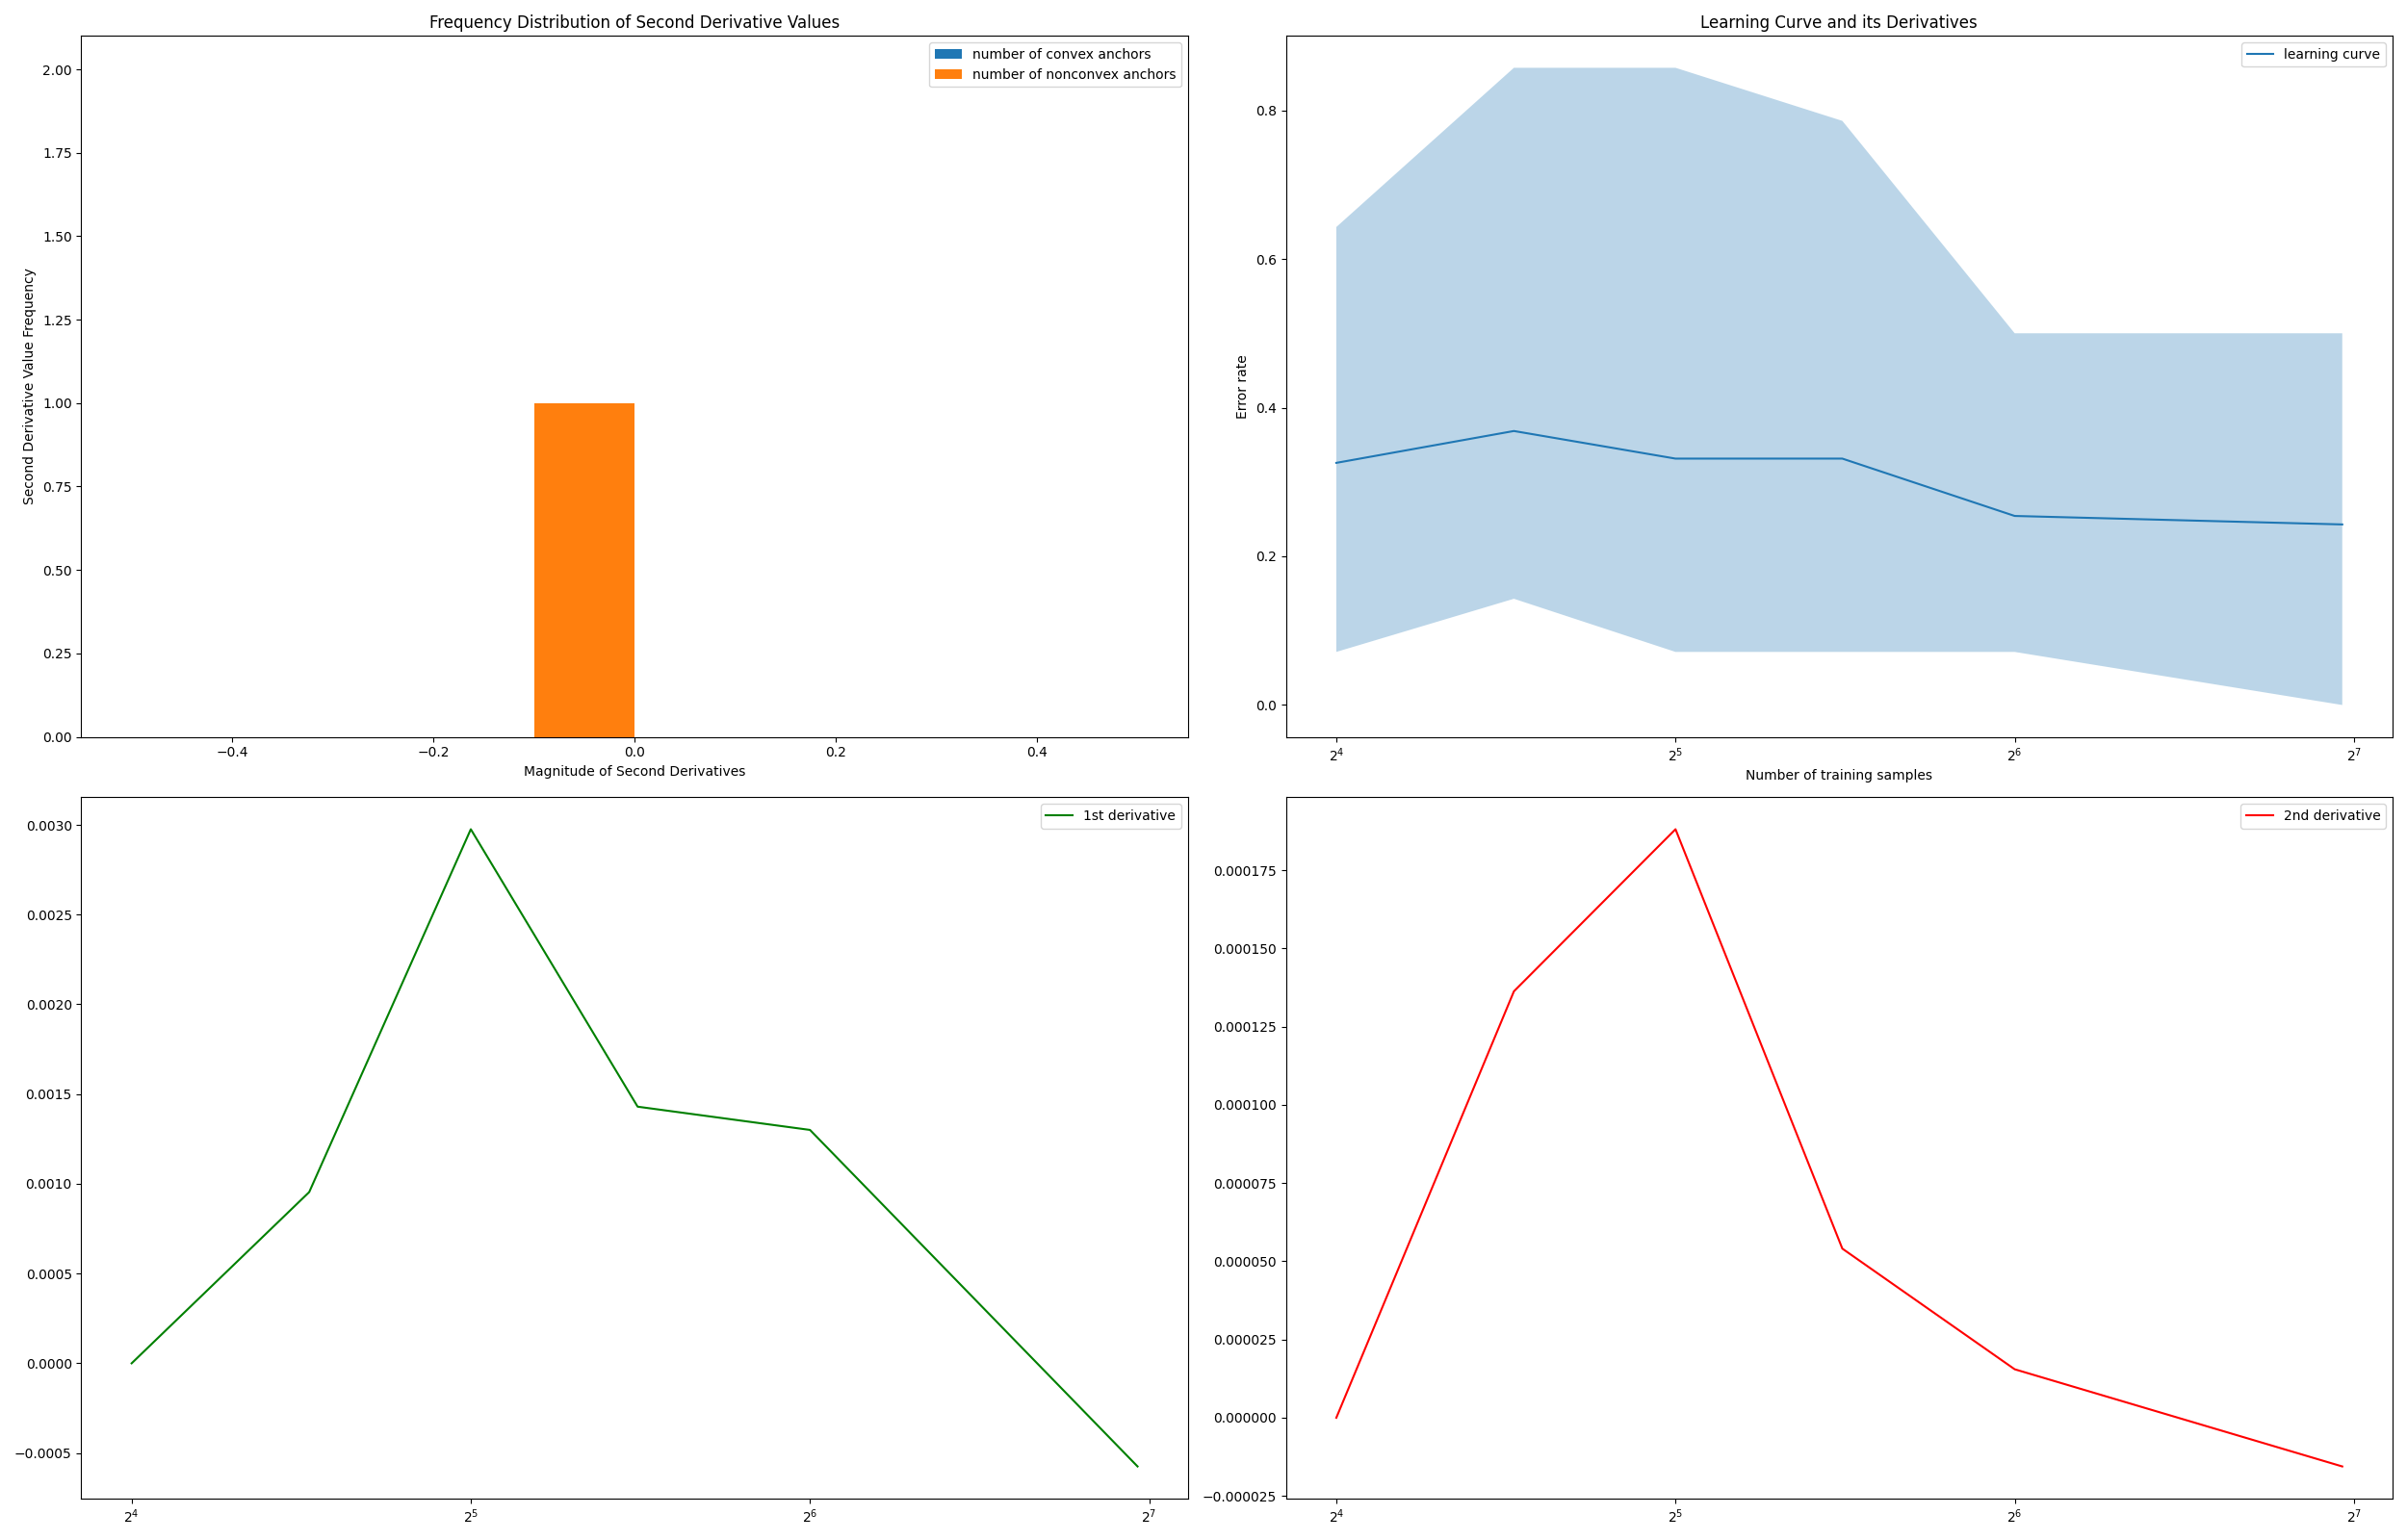 Frequency Distribution of Second Derivative Values
number of convex anchors
number of nonconvex anchors
2.00
1.75
1.50
1.25
1.00
0.75
0.50
0.25
0.00
Second Derivative Value Frequency
−0.4 −0.2 0.0 0.2 0.4
Magnitude of Second Derivatives
Learning Curve and its Derivatives
learning curve
0.8
0.6
0.4
0.2
0.0
Error rate
2⁴ 2⁵ 2⁶ 2⁷
Number of training samples
1st derivative
0.0030
0.0025
0.0020
0.0015
0.0010
0.0005
0.0000
−0.0005
2⁴ 2⁵ 2⁶ 2⁷
2nd derivative
0.000175
0.000150
0.000125
0.000100
0.000075
0.000050
0.000025
0.000000
−0.000025
2⁴ 2⁵ 2⁶ 2⁷